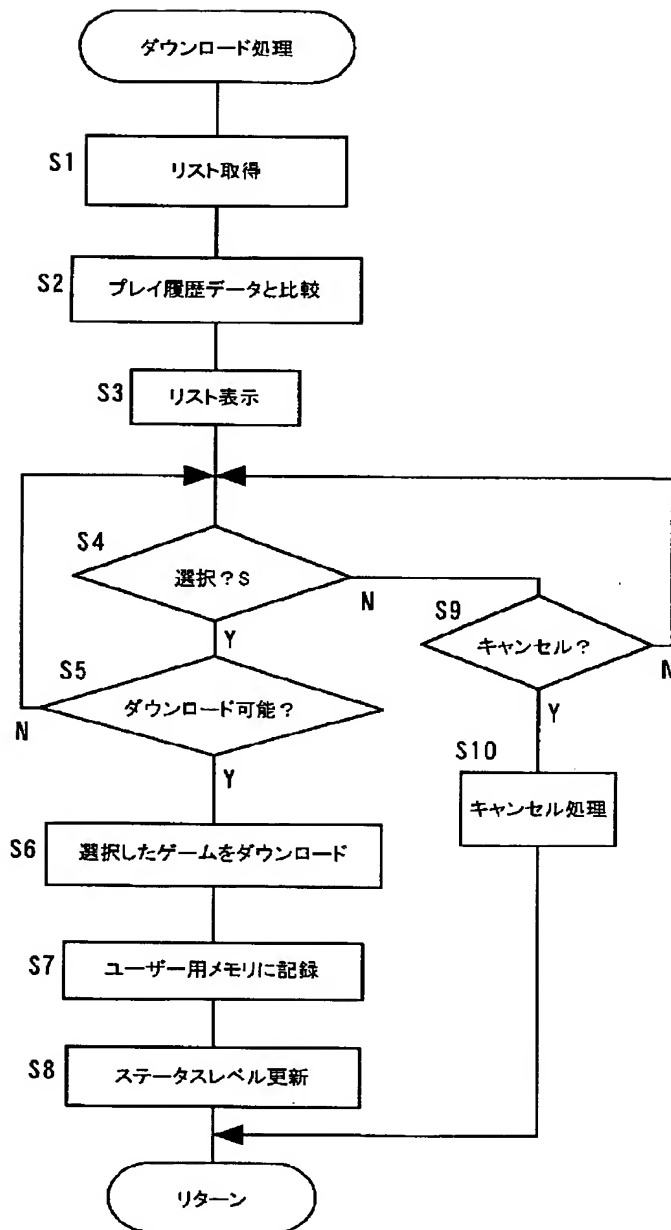 ダウンロード処理
S1
リスト取得
S2
プレイ履歴データと比較
S3
リスト表示
S4
選択？S
N
Y
S9
キャンセル？
N
Y
S5
ダウンロード可能？
N
Y
S10
キャンセル処理
S6
選択したゲームをダウンロード
S7
ユーザー用メモリに記録
S8
ステータスレベル更新
リターン